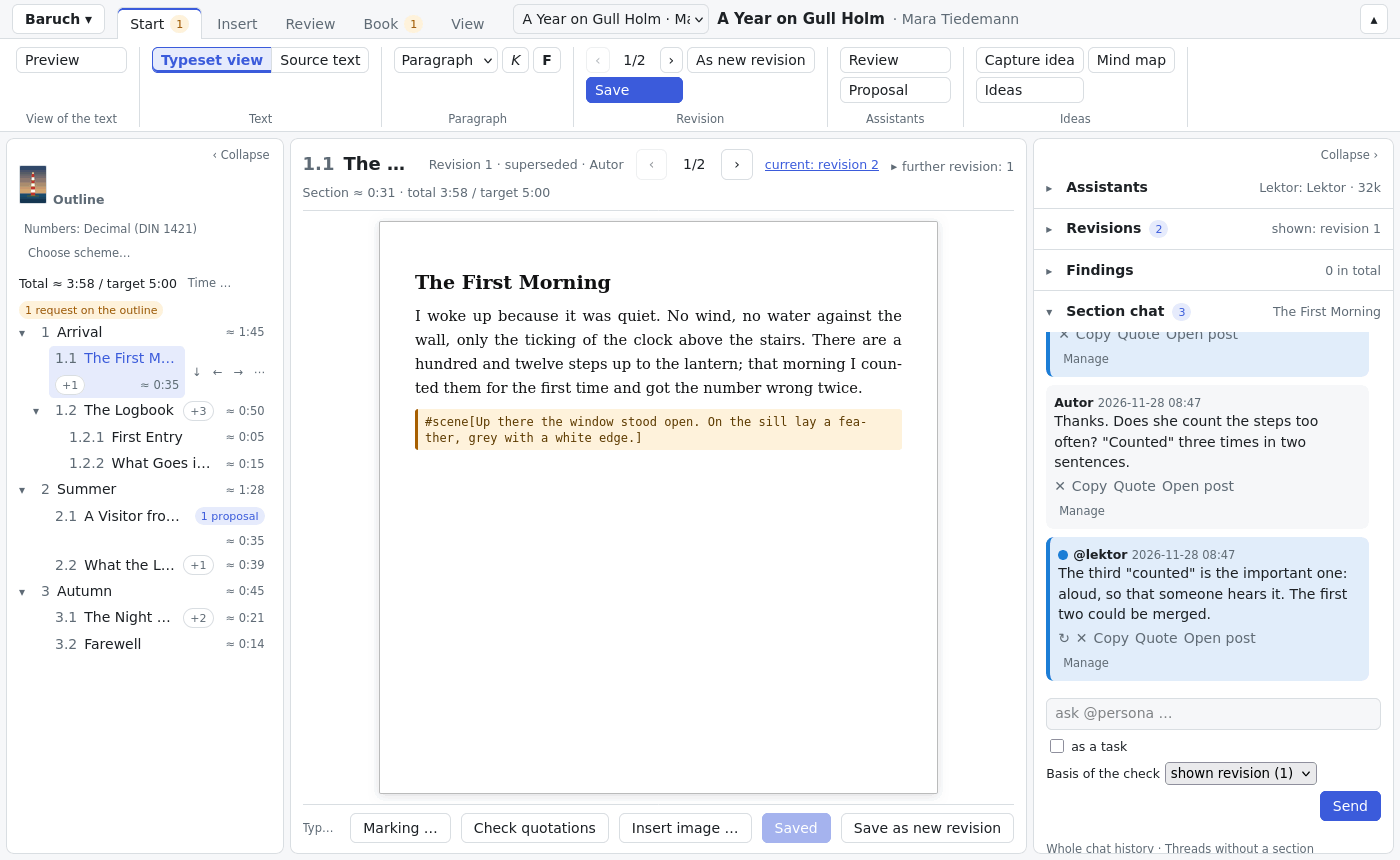 Baruch ▾
Start 1
Insert
Review
Book 1
View
A Year on Gull Holm · Ma
A Year on Gull Holm · Mara Tiedemann
▴
Preview
View of the text
Typeset view
Source text
Text
Paragraph
K
F
Paragraph
‹ 1/2 ›
As new revision
Save
Revision
Review
Proposal
Assistants
Capture idea
Mind map
Ideas
Ideas
‹ Collapse
Outline
Numbers: Decimal (DIN 1421)
Choose scheme…
Total ≈ 3:58 / target 5:00 Time …
1 request on the outline
▾ 1 Arrival ≈ 1:45
1.1 The First M…
+1 ≈ 0:35 ↓ ← → ···
▾ 1.2 The Logbook +3 ≈ 0:50
1.2.1 First Entry ≈ 0:05
1.2.2 What Goes i… ≈ 0:15
▾ 2 Summer ≈ 1:28
2.1 A Visitor fro… 1 proposal
≈ 0:35
2.2 What the L… +1 ≈ 0:39
▾ 3 Autumn ≈ 0:45
3.1 The Night … +2 ≈ 0:21
3.2 Farewell ≈ 0:14
1.1 The … Revision 1 · superseded · Autor ‹ 1/2 › current: revision 2 ▸ further revision: 1
Section ≈ 0:31 · total 3:58 / target 5:00
The First Morning
I woke up because it was quiet. No wind, no water against the
wall, only the ticking of the clock above the stairs. There are a
hundred and twelve steps up to the lantern; that morning I coun-
ted them for the first time and got the number wrong twice.
#scene[Up there the window stood open. On the sill lay a fea-
ther, grey with a white edge.]
Typ… Marking … Check quotations Insert image … Saved Save as new revision
Collapse ›
▸ Assistants Lektor: Lektor · 32k
▸ Revisions 2 shown: revision 1
▸ Findings 0 in total
▾ Section chat 3 The First Morning
✕ Copy Quote Open post
Manage
Autor 2026-11-28 08:47
Thanks. Does she count the steps too
often? "Counted" three times in two
sentences.
✕ Copy Quote Open post
Manage
@lektor 2026-11-28 08:47
The third "counted" is the important one:
aloud, so that someone hears it. The first
two could be merged.
↻ ✕ Copy Quote Open post
Manage
ask @persona …
as a task
Basis of the check shown revision (1)
Send
Whole chat history · Threads without a section